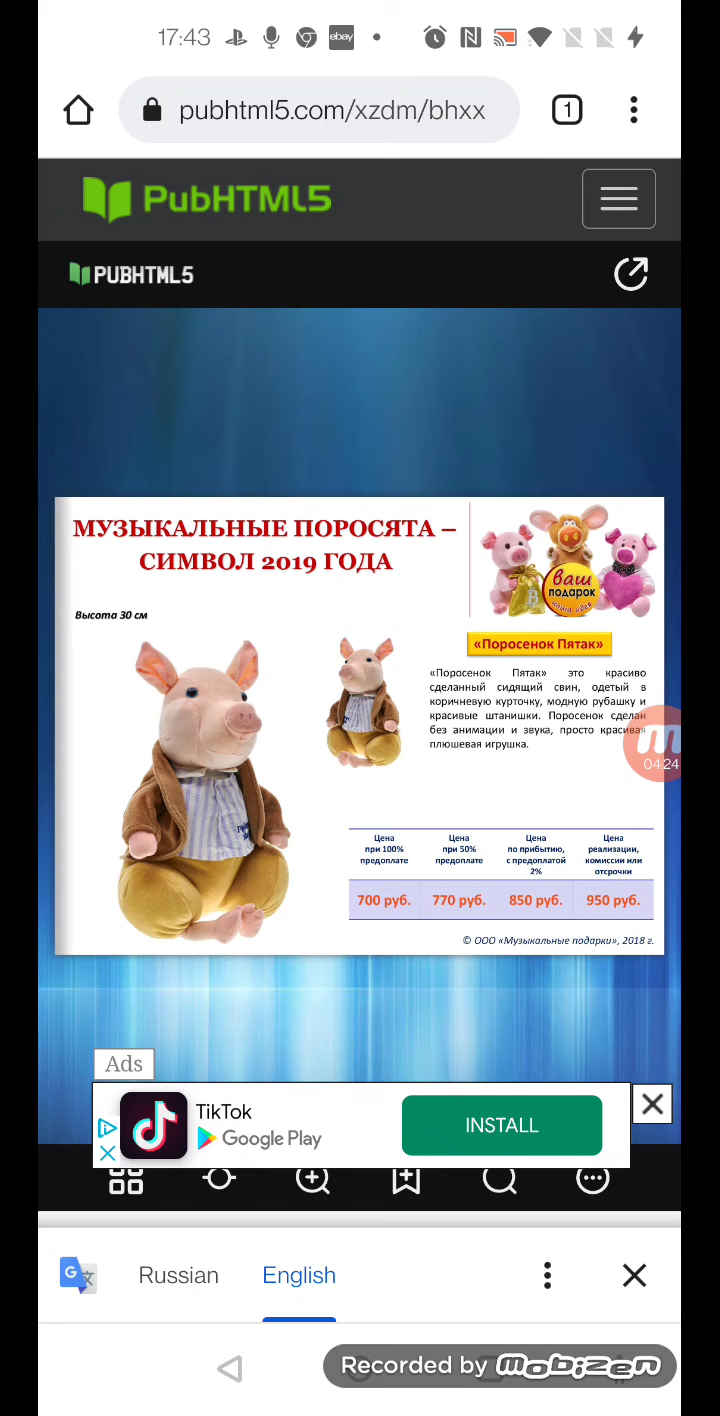 17:43
ebay
pubhtml5.com/xzdm/bhxx
1
PubHTML5
PUBHTML5
МУЗЫКАЛЬНЫЕ ПОРОСЯТА –
СИМВОЛ 2019 ГОДА
ваш
подарок
наша идея
Высота 30 см
«Поросенок Пятак»
«Поросенок Пятак» это красиво
сделанный сидящий свин, одетый в
коричневую курточку, модную рубашку и
красивые штанишки. Поросенок сделан
без анимации и звука, просто красивая
плюшевая игрушка.
04:24
Цена при 100% предоплате
Цена при 50% предоплате
Цена по прибытию, с предоплатой 2%
Цена реализации, комиссии или отсрочки
700 руб. 770 руб. 850 руб. 950 руб.
© ООО «Музыкальные подарки», 2018 г.
Ads
TikTok
Google Play
INSTALL
Russian English
Recorded by mobizen